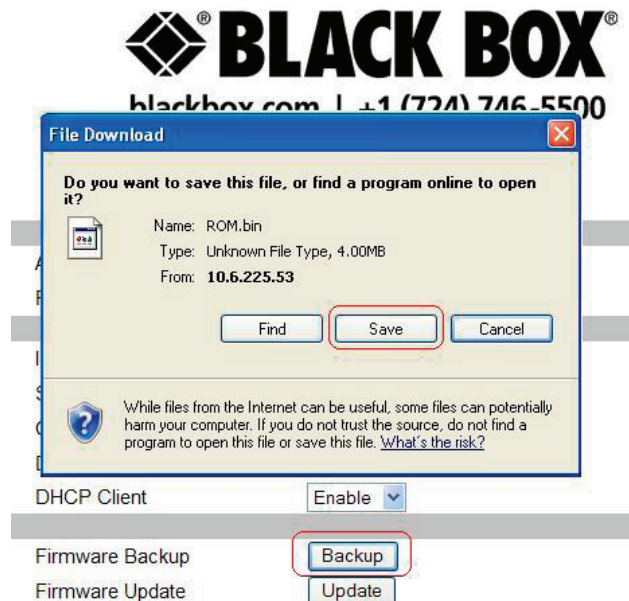 ® BLACK BOX®
blackbox.com | +1 (724) 746-5500
File Download
Do you want to save this file, or find a program online to open
it?
Name: ROM.bin
Type: Unknown File Type, 4.00MB
From: 10.6.225.53
Find Save Cancel
While files from the Internet can be useful, some files can potentially
harm your computer. If you do not trust the source, do not find a
program to open this file or save this file. What's the risk?
DHCP Client Enable
Firmware Backup Backup
Firmware Update Update